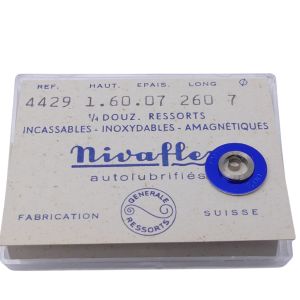 REF. HAUT. EPAIS. LONG Ø
4429 1.60.07 260 7
¼ DOUZ. RESSORTS
INCASSABLES - INOXYDABLES - AMAGNÉTIQUES
Nivaflex
autolubrifiés
GENERALE
RESSORTS
FABRICATION SUISSE